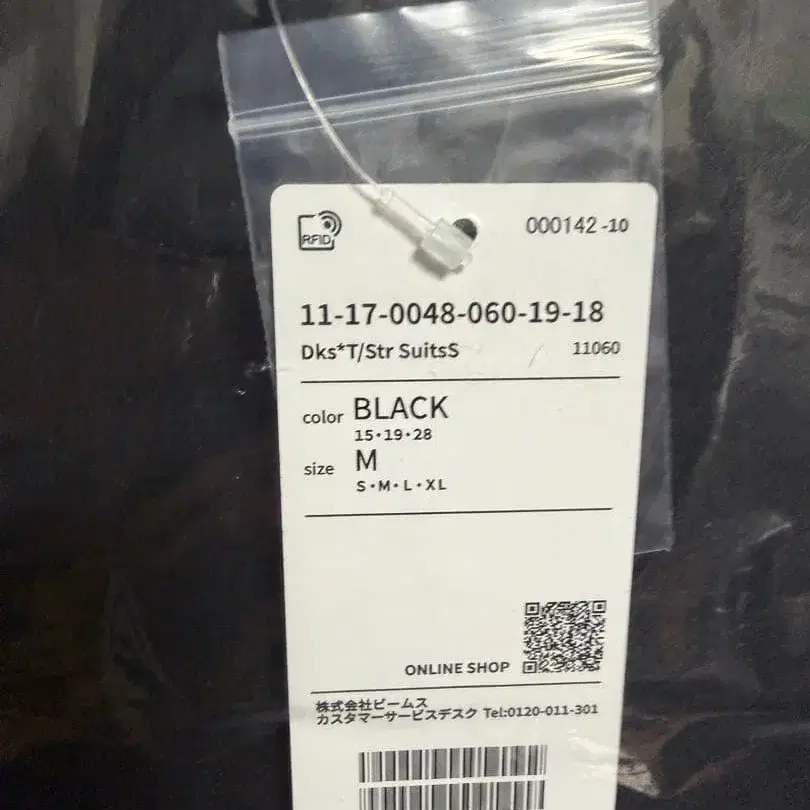 RFID
000142 -10
11-17-0048-060-19-18
Dks*T/Str SuitsS 11060
color BLACK
15・19・28
size M
S・M・L・XL
ONLINE SHOP
株式会社ビームス
カスタマーサービスデスク Tel:0120-011-301